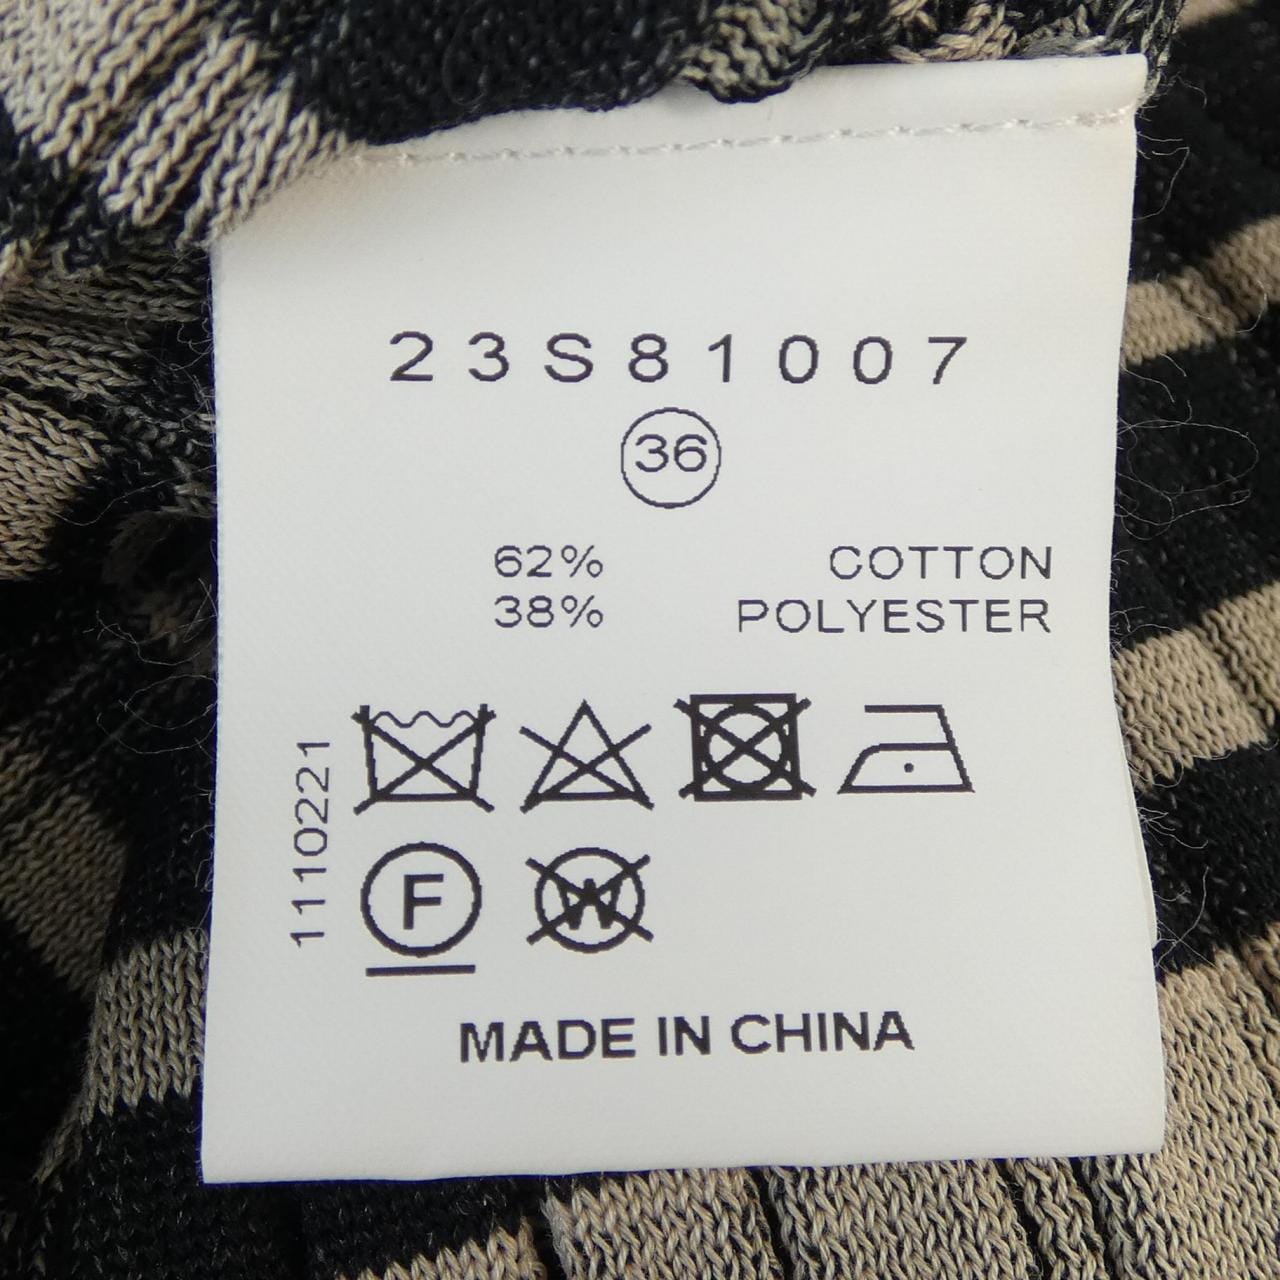 23S81007
36
62% COTTON
38% POLYESTER
1110221
F W
MADE IN CHINA